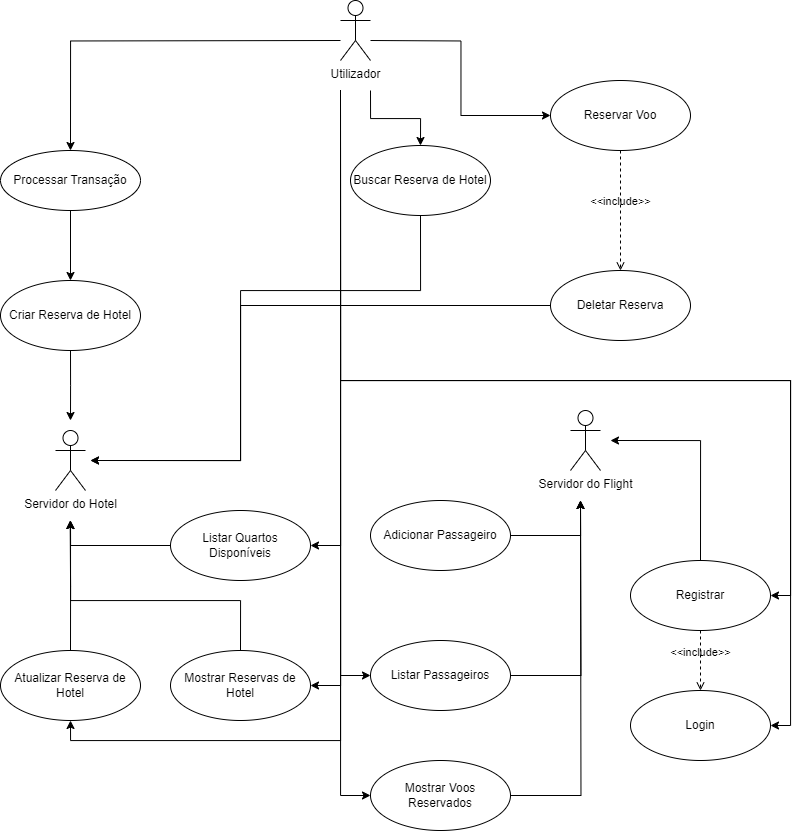 Utilizador
Reservar Voo
Processar Transação
Buscar Reserva de Hotel
<<include>>
Deletar Reserva
Criar Reserva de Hotel
Servidor do Hotel
Servidor do Flight
Listar Quartos
Disponíveis
Adicionar Passageiro
Registrar
<<include>>
Atualizar Reserva de
Hotel
Mostrar Reservas de
Hotel
Listar Passageiros
Login
Mostrar Voos
Reservados